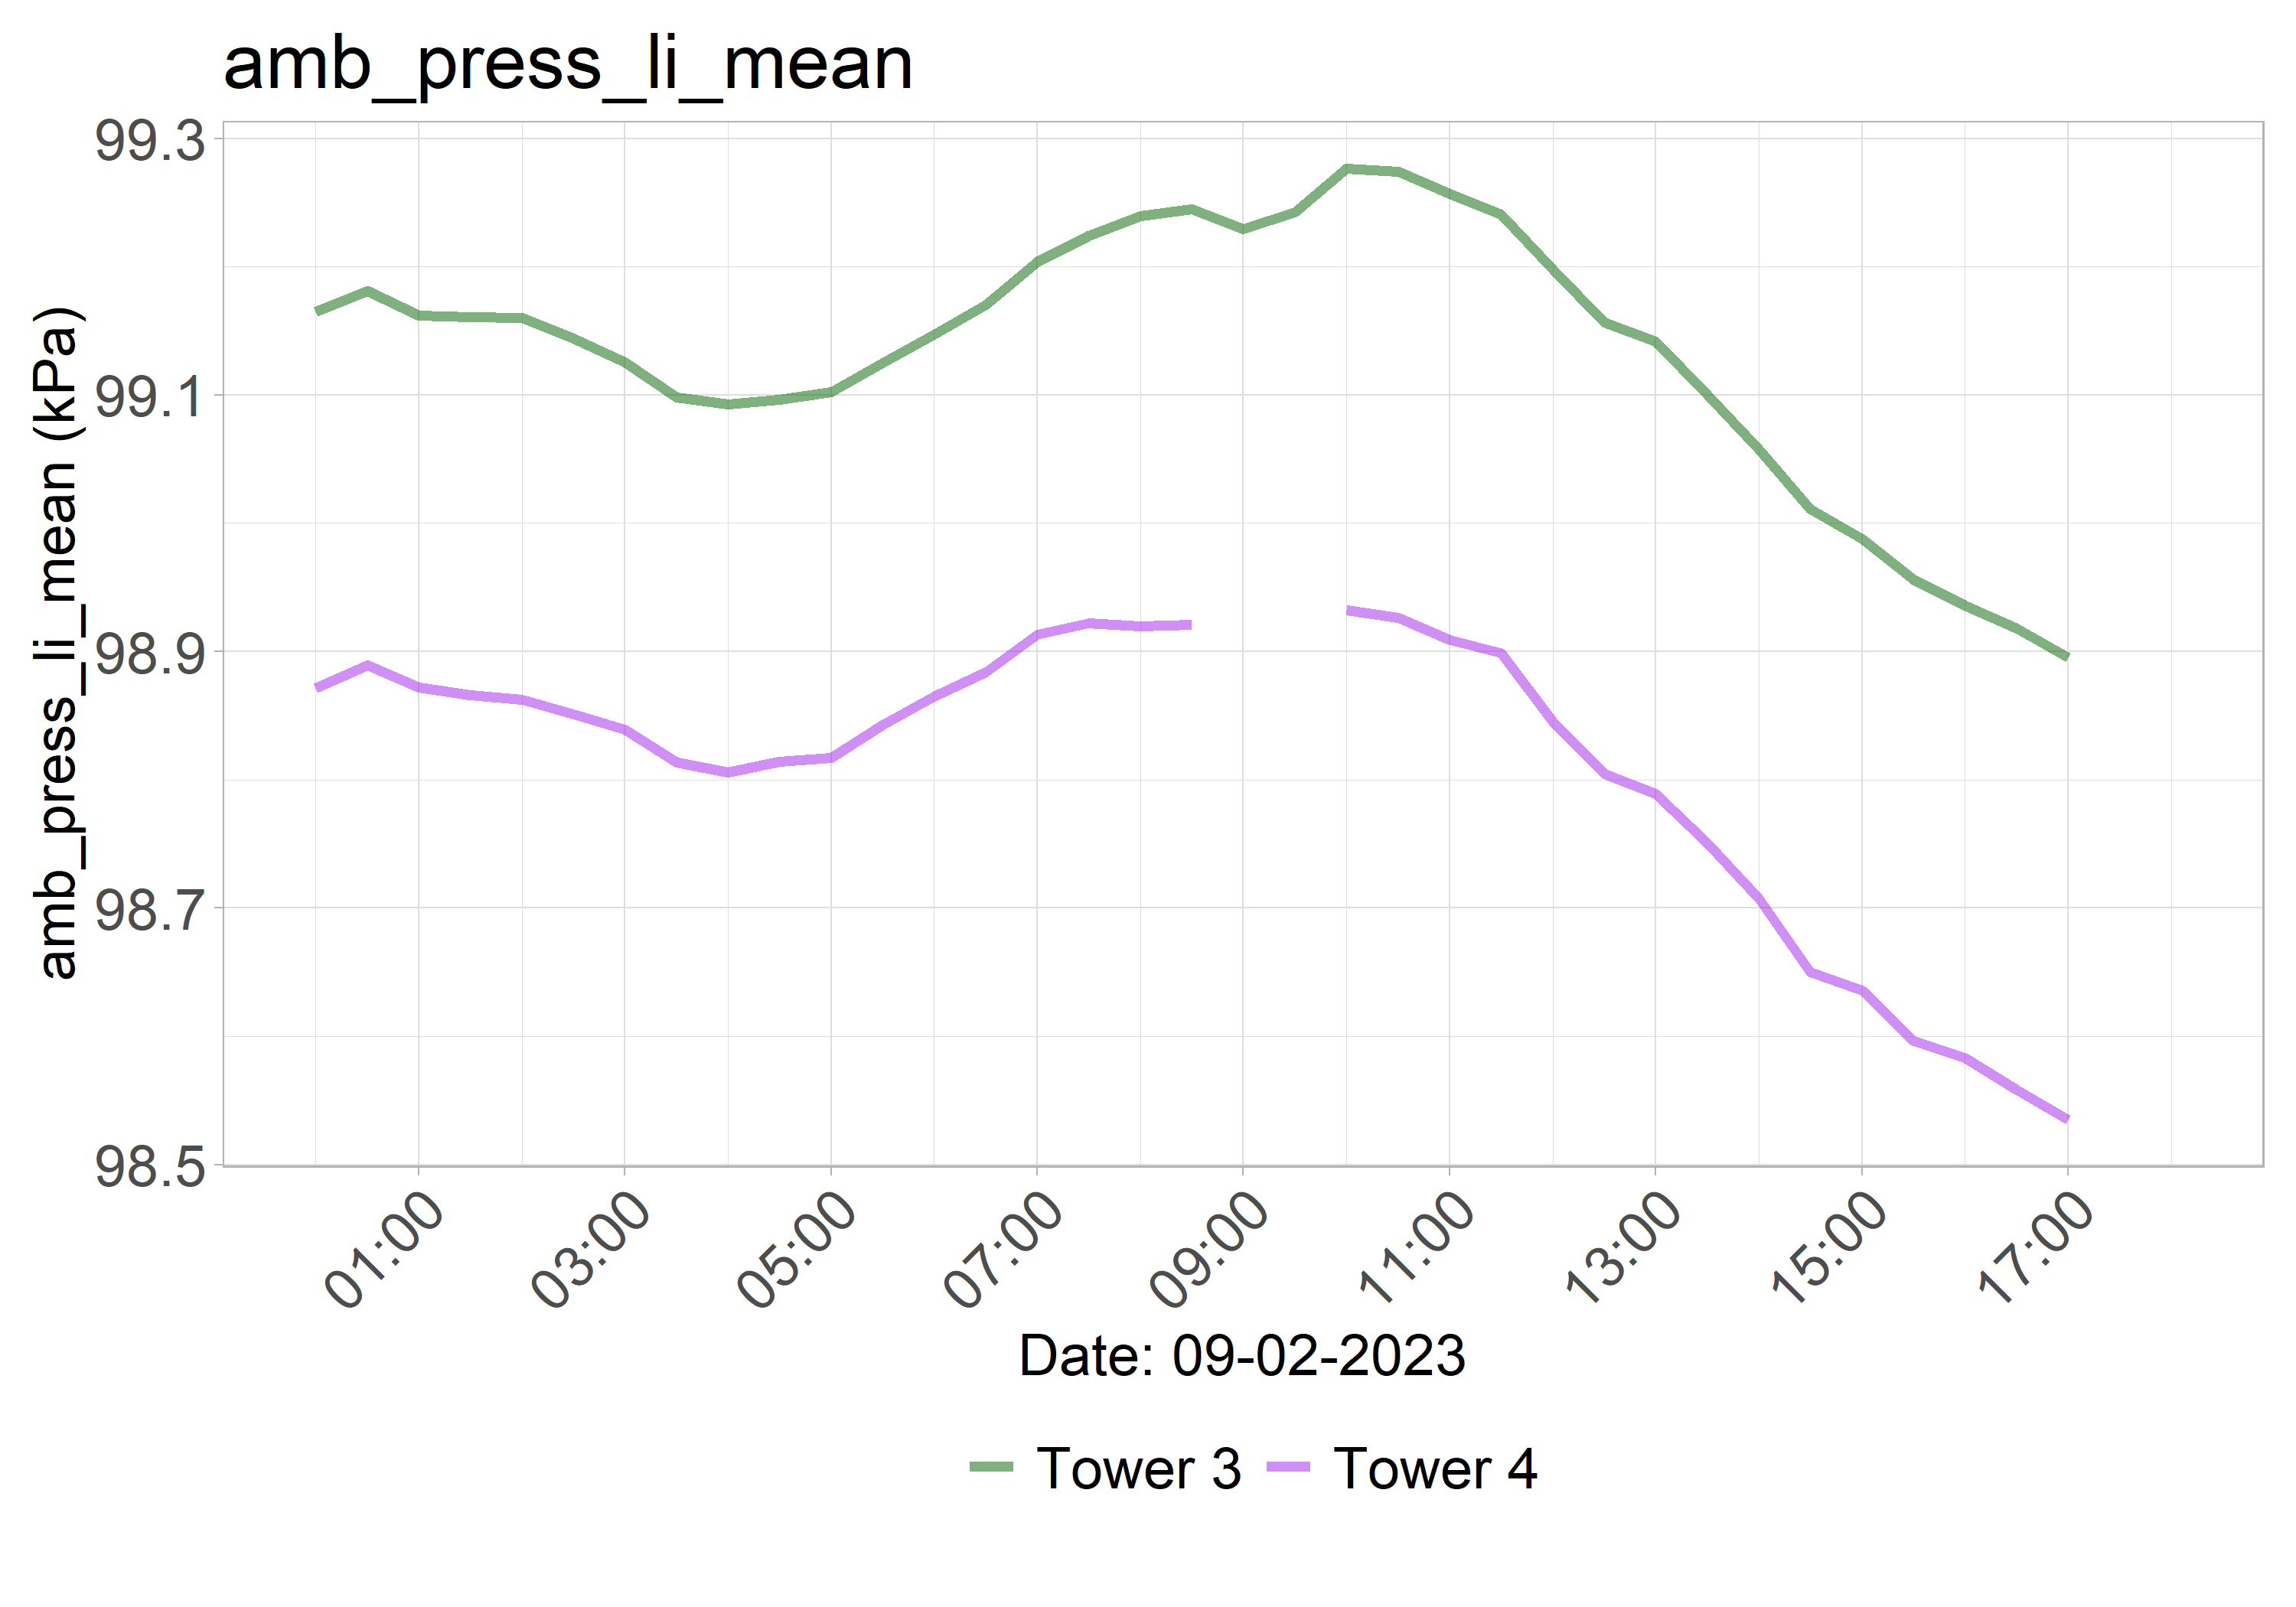 amb_press_li_mean
amb_press_li_mean (kPa)
99.3
99.1
98.9
98.7
98.5
01:00 03:00 05:00 07:00 09:00 11:00 13:00 15:00 17:00
Date: 09-02-2023
Tower 3 Tower 4